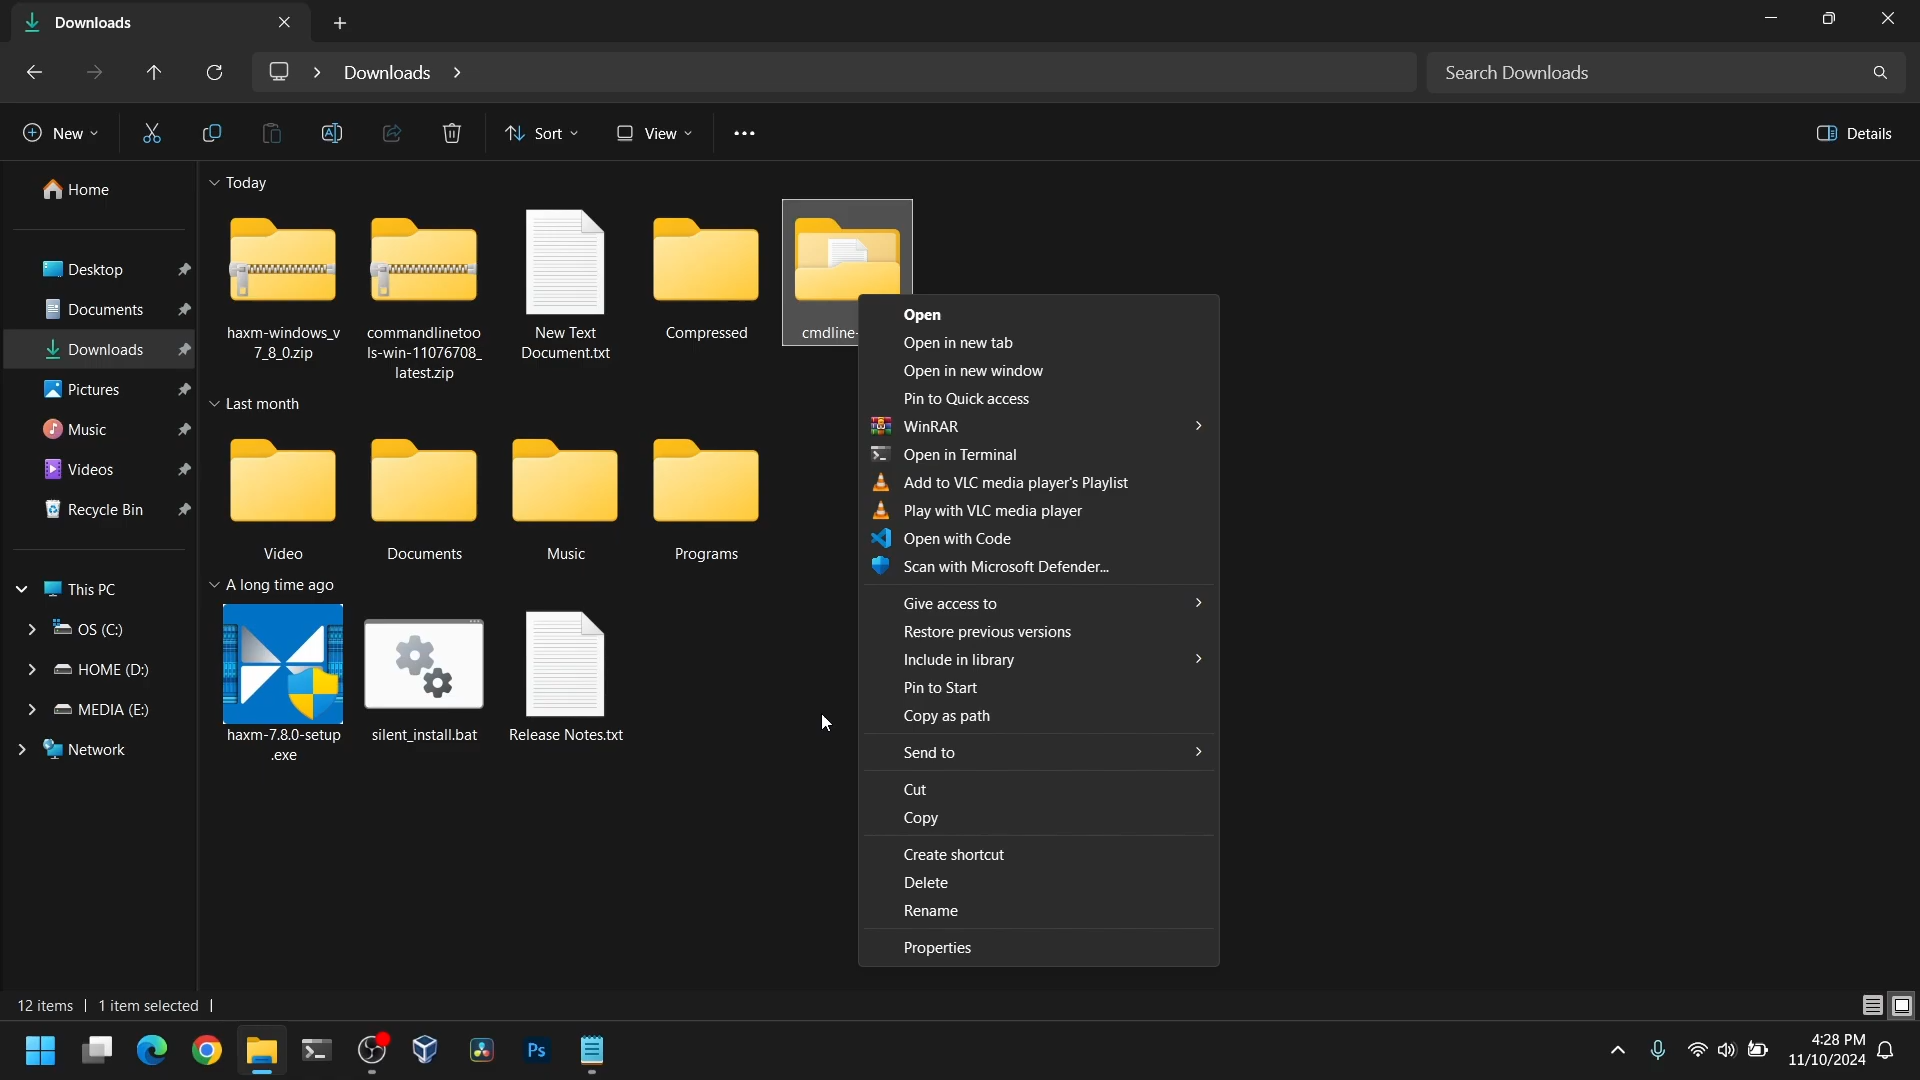 Downloads
Downloads
Search Downloads
New
Sort
View
Details
Home
Desktop
Documents
Downloads
Pictures
Music
Videos
Recycle Bin
This PC
OS (C:)
HOME (D:)
MEDIA (E:)
Network
Today
haxm-windows_v
7_8_0.zip
commandlinetoo
ls-win-11076708_
latest.zip
New Text
Document.txt
Compressed
cmdline-
Last month
Video
Documents
Music
Programs
A long time ago
haxm-7.8.0-setup
.exe
silent_install.bat
Release Notes.txt
Open
Open in new tab
Open in new window
Pin to Quick access
WinRAR
Open in Terminal
Add to VLC media player's Playlist
Play with VLC media player
Open with Code
Scan with Microsoft Defender...
Give access to
Restore previous versions
Include in library
Pin to Start
Copy as path
Send to
Cut
Copy
Create shortcut
Delete
Rename
Properties
12 items
1 item selected
Ps
4:28 PM
11/10/2024